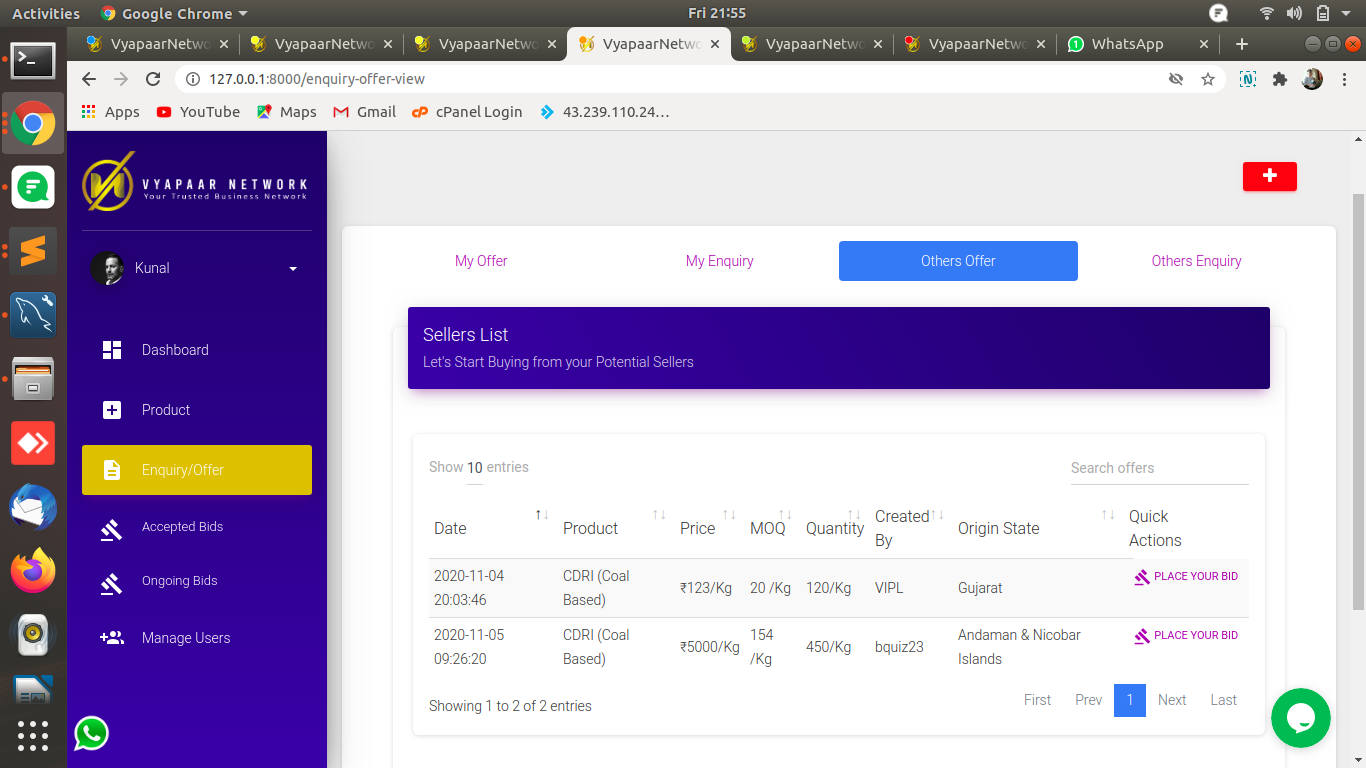 Activities
Google Chrome
Fri 21:55
VyapaarNetwo
VyapaarNetwo
VyapaarNetwo
VyapaarNetwo
VyapaarNetwo
VyapaarNetwo
1
WhatsApp
127.0.0.1:8000/enquiry-offer-view
Apps
YouTube
Maps
Gmail
cPanel Login
43.239.110.24…
VYAPAAR NETWORK
Your Trusted Business Network
Kunal
Dashboard
Product
Enquiry/Offer
Accepted Bids
Ongoing Bids
Manage Users
My Offer
My Enquiry
Others Offer
Others Enquiry
Sellers List
Let's Start Buying from your Potential Sellers
Show 10 entries
Search offers
Date
Product
Price
MOQ
Quantity
Created
By
Origin State
Quick
Actions
2020-11-04
20:03:46
CDRI (Coal
Based)
₹123/Kg
20 /Kg
120/Kg
VIPL
Gujarat
PLACE YOUR BID
2020-11-05
09:26:20
CDRI (Coal
Based)
₹5000/Kg
154
/Kg
450/Kg
bquiz23
Andaman & Nicobar
Islands
PLACE YOUR BID
Showing 1 to 2 of 2 entries
First
Prev
1
Next
Last